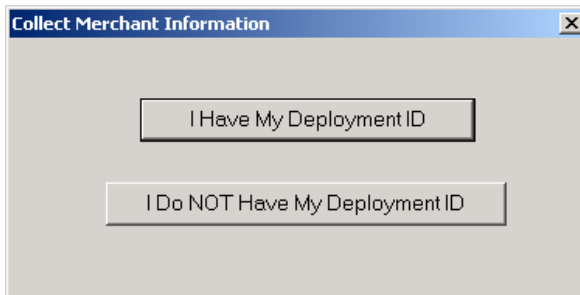 Collect Merchant Information
I Have My Deployment ID
I Do NOT Have My Deployment ID